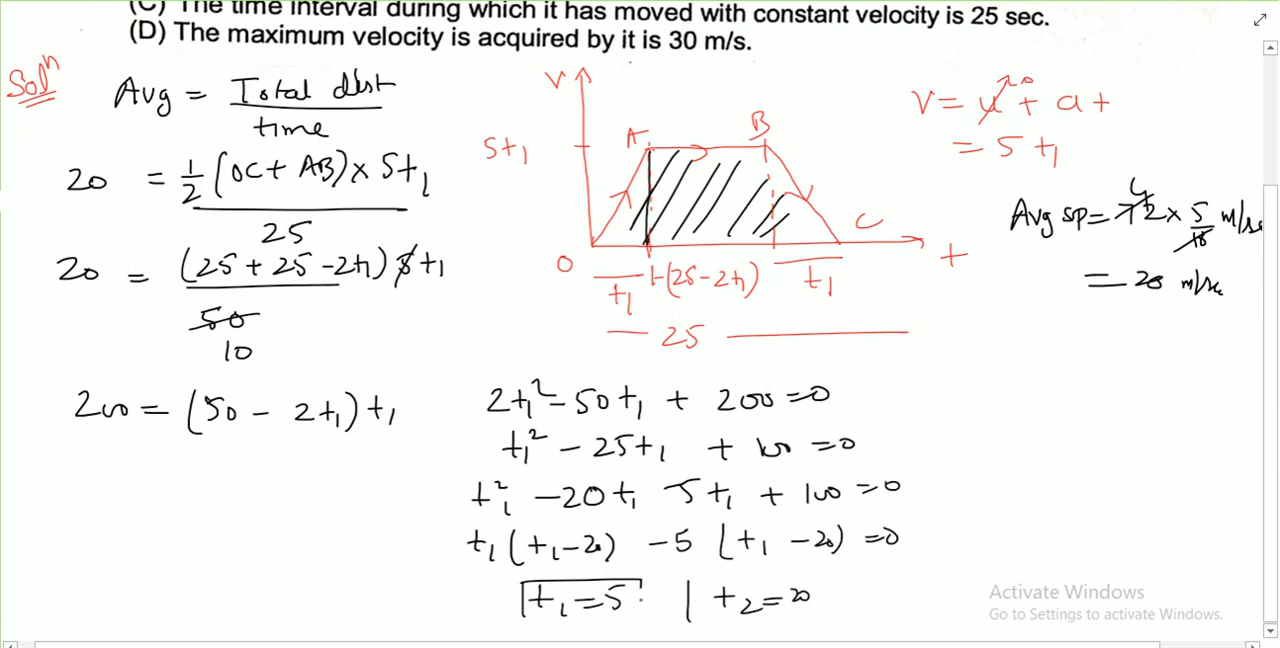 (C) The time interval during which it has moved with constant velocity is 25 sec.
(D) The maximum velocity is acquired by it is 30 m/s.
Solⁿ
Avg = Total dist / time
20 = ½ (OC + AB) × 5t₁ / 25
20 = (25 + 25 - 2t₁) 5t₁ / 50
10
200 = (50 - 2t₁) t₁
V
5t₁
A
B
C
O
t
t₁
(25 - 2t₁)
t₁
25
V = u + at
0
= 5t₁
Avg sp = 72 × 5/18 m/sec
4
= 20 m/sec
2t₁² - 50t₁ + 200 = 0
t₁² - 25t₁ + 100 = 0
t₁² - 20t₁ 5t₁ + 100 = 0
t₁ (t₁ - 20) - 5 (t₁ - 20) = 0
t₁ = 5 | t₂ = 20
Activate Windows
Go to Settings to activate Windows.